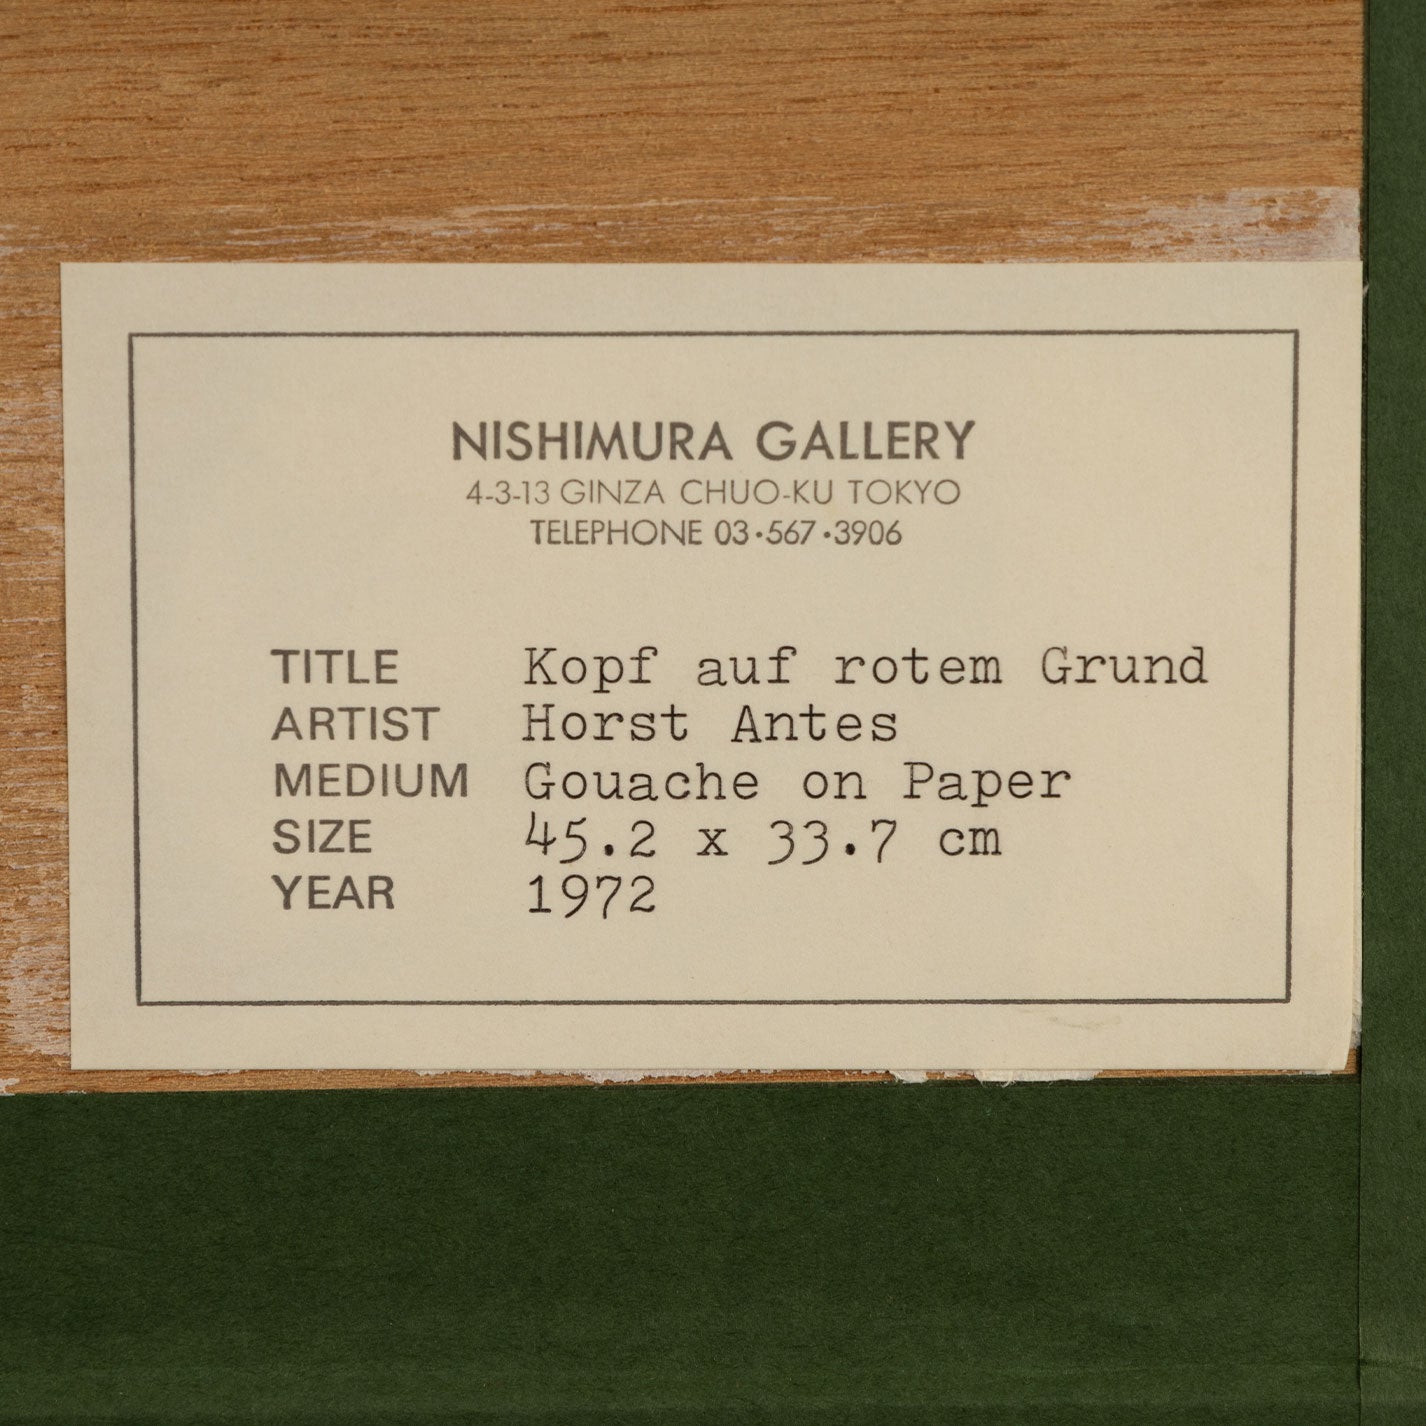 NISHIMURA GALLERY
4-3-13 GINZA CHUO-KU TOKYO
TELEPHONE 03·567·3906
TITLE Kopf auf rotem Grund
ARTIST Horst Antes
MEDIUM Gouache on Paper
SIZE 45.2 x 33.7 cm
YEAR 1972